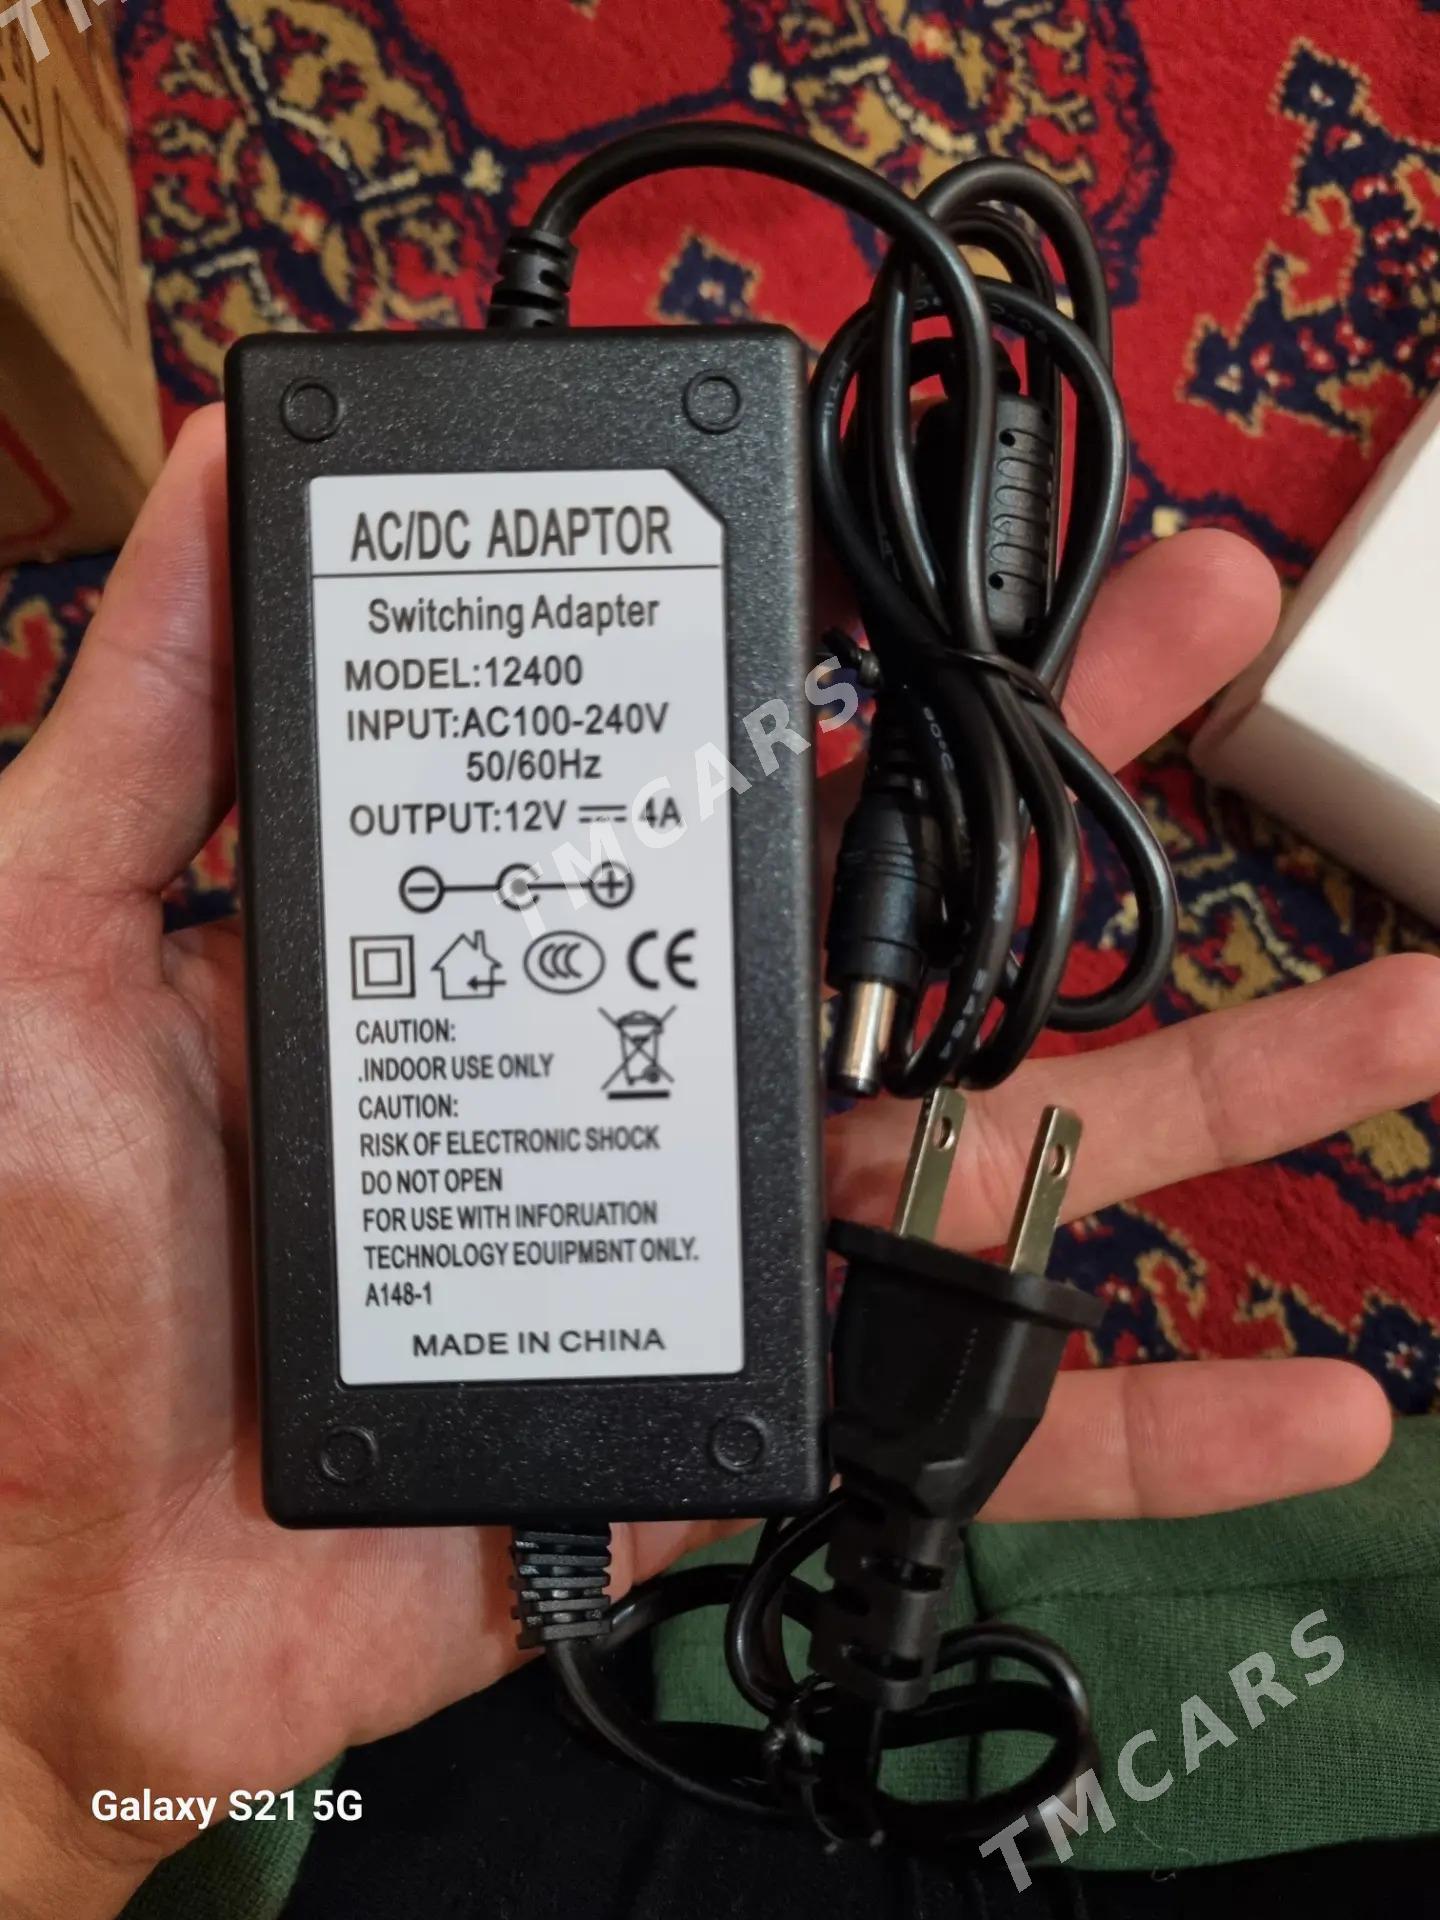 AC/DC ADAPTOR
Switching Adapter
MODEL:12400
INPUT:AC100-240V
50/60Hz
OUTPUT:12V ⎓ 4A
CCC
CE
CAUTION:
.INDOOR USE ONLY
CAUTION:
RISK OF ELECTRONIC SHOCK
DO NOT OPEN
FOR USE WITH INFORUATION
TECHNOLOGY EOUIPMBNT ONLY.
A148-1
MADE IN CHINA
TMCARS
Galaxy S21 5G
TMCARS